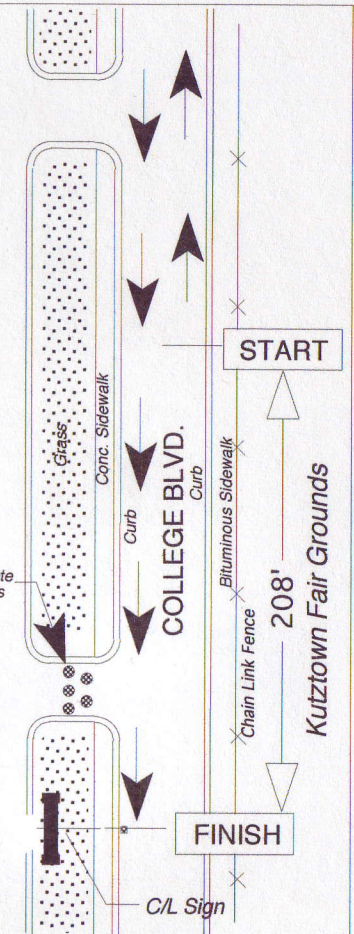 START
Grass
Conc. Sidewalk
Curb
COLLEGE BLVD.
Curb
Bituminous Sidewalk
Chain Link Fence
208'
Kutztown Fair Grounds
FINISH
C/L Sign